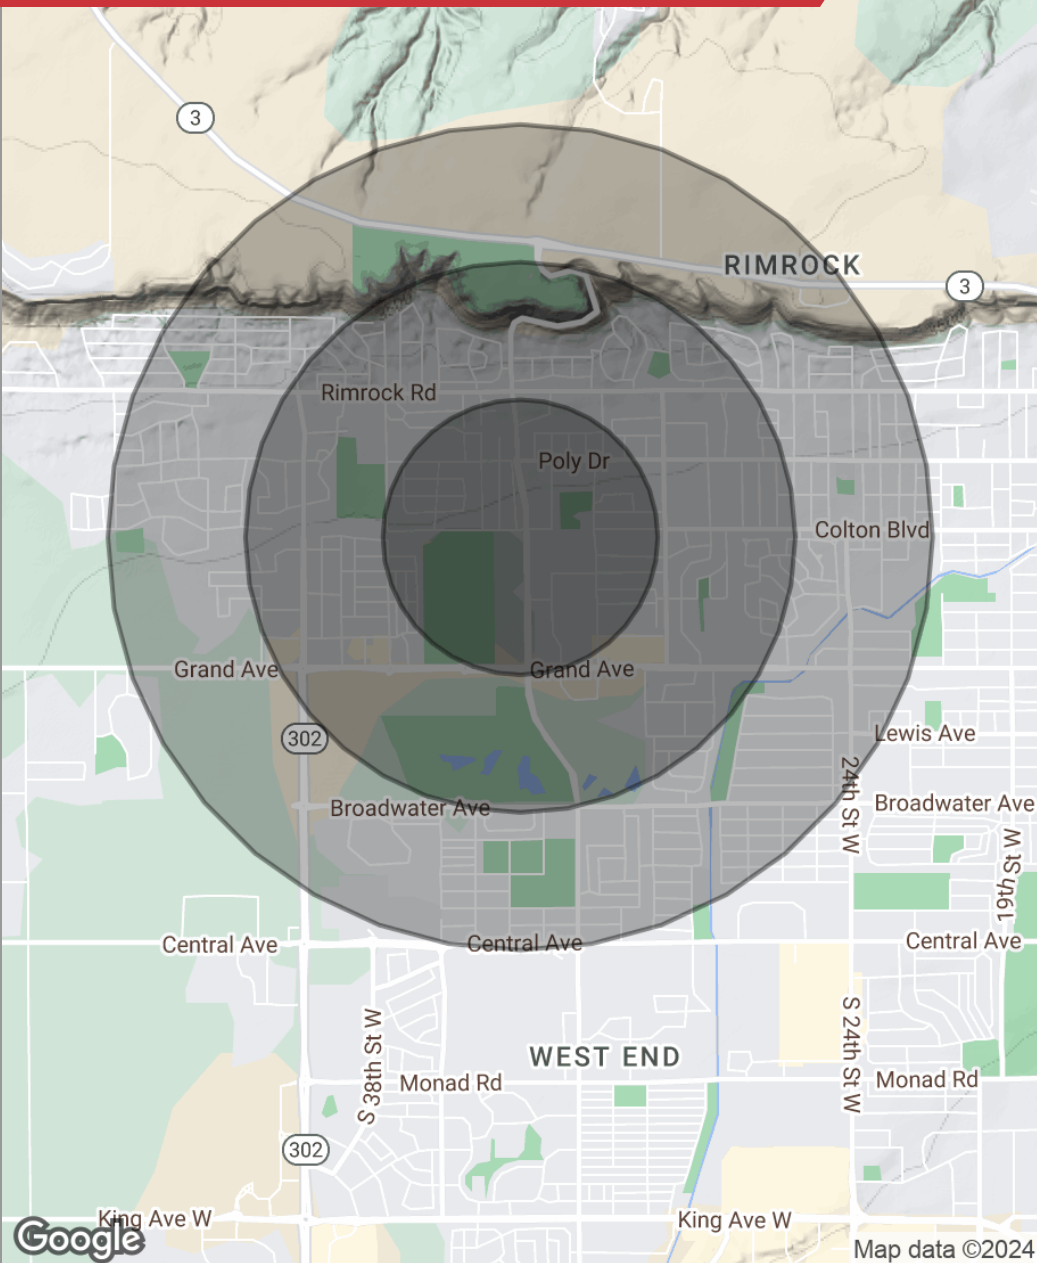 3
RIMROCK
3
Rimrock Rd
Poly Dr
Colton Blvd
Grand Ave
Grand Ave
302
Lewis Ave
24th St W
Broadwater Ave
Broadwater Ave
19th St W
Central Ave
Central Ave
Central Ave
S 38th St W
S 24th St W
WEST END
Monad Rd
Monad Rd
302
King Ave W
King Ave W
Google
Map data ©2024